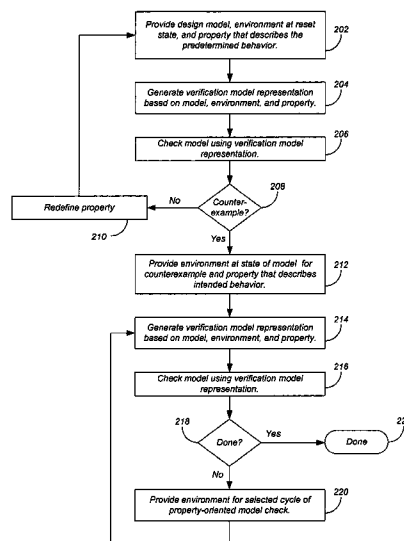 Provide design model, environment at reset
state, and property that describes the
predetermined behavior.
202
Generate verification model representation
based on model, environment, and property.
204
Check model using verification model
representation.
206
Counter-
example?
208
No
Redefine property
210
Yes
Provide environment at state of model for
counterexample and property that describes
intended behavior.
212
Generate verification model representation
based on model, environment, and property.
214
Check model using verification model
representation.
216
218
Done?
Yes
Done
No
Provide environment for selected cycle of
property-oriented model check.
220